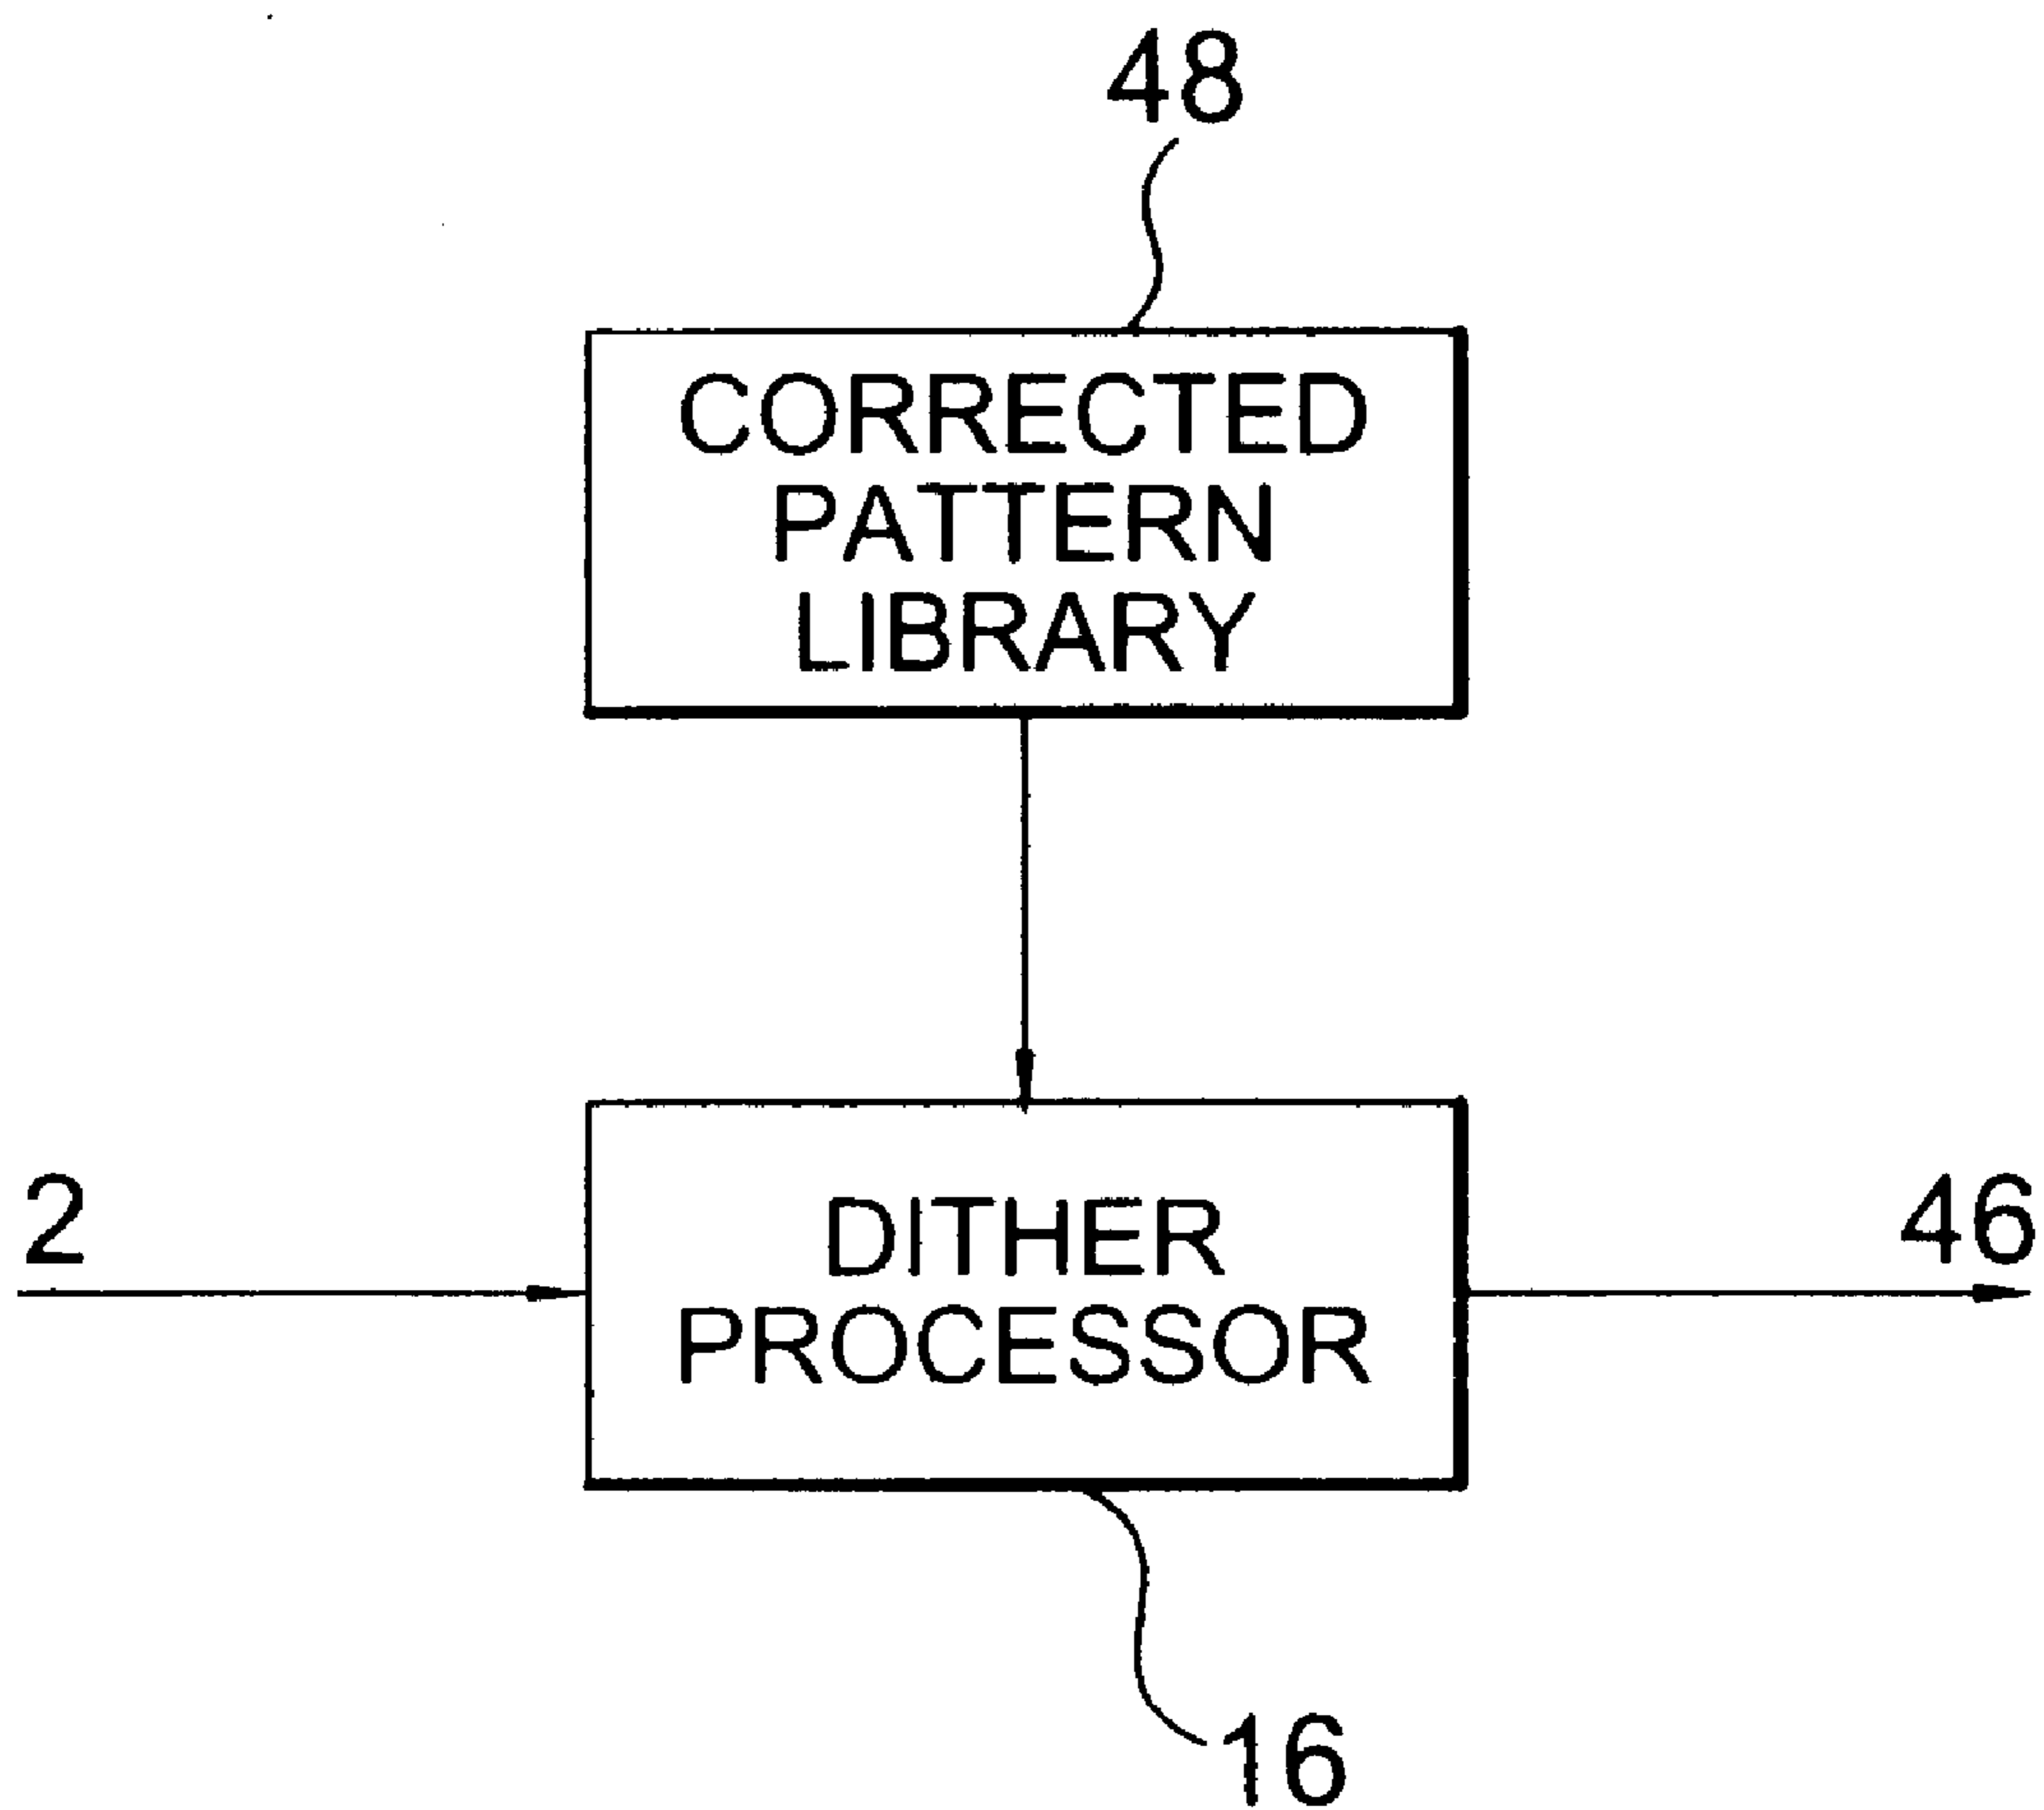 48
CORRECTED
PATTERN
LIBRARY
2
DITHER
PROCESSOR
46
16